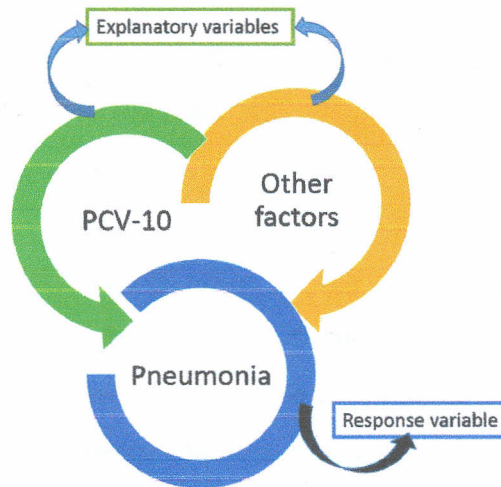 Explanatory variables
PCV-10
Other
factors
Pneumonia
Response variable